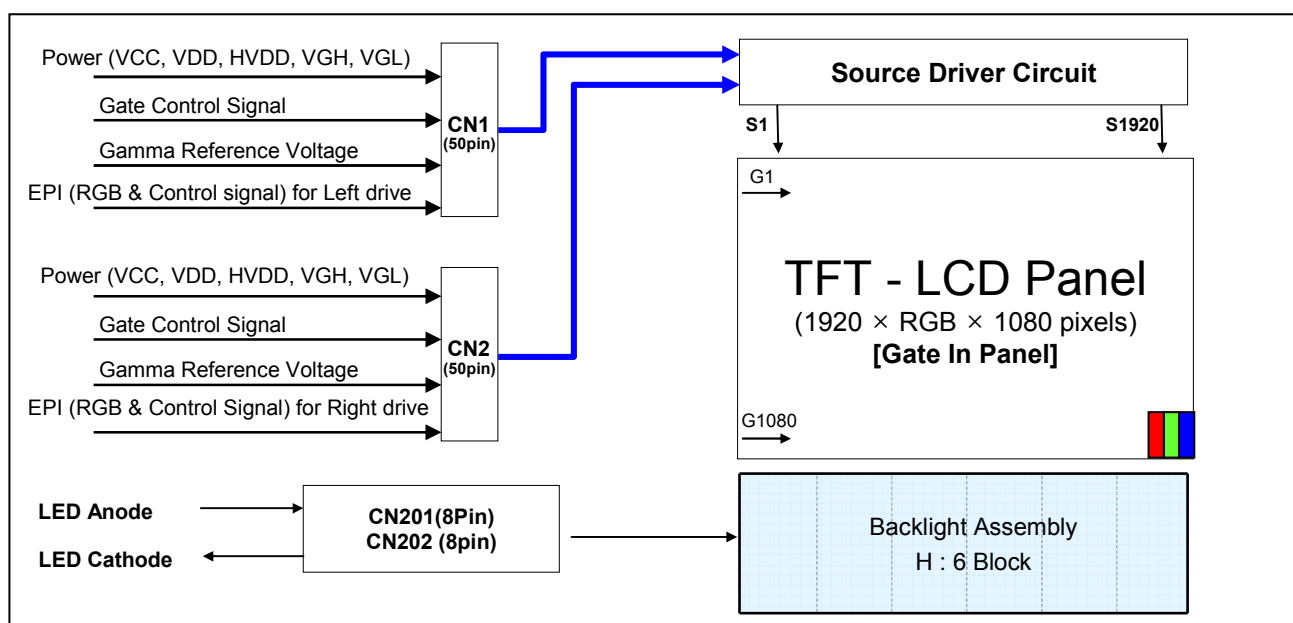 Power (VCC, VDD, HVDD, VGH, VGL)
Gate Control Signal
Gamma Reference Voltage
EPI (RGB & Control signal) for Left drive
CN1
(50pin)
Power (VCC, VDD, HVDD, VGH, VGL)
Gate Control Signal
Gamma Reference Voltage
EPI (RGB & Control Signal) for Right drive
CN2
(50pin)
Source Driver Circuit
S1
S1920
G1
TFT - LCD Panel
(1920 × RGB × 1080 pixels)
[Gate In Panel]
G1080
LED Anode
LED Cathode
CN201(8Pin)
CN202 (8pin)
Backlight Assembly
H : 6 Block